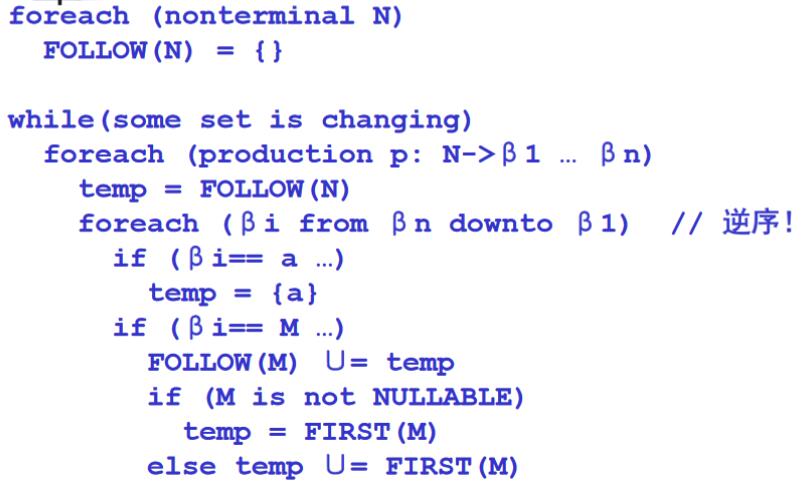 foreach (nonterminal N)
FOLLOW(N) = {}
while(some set is changing)
foreach (production p: N->β1 … βn)
temp = FOLLOW(N)
foreach (βi from βn downto β1) // 逆序!
if (βi== a …)
temp = {a}
if (βi== M …)
FOLLOW(M) ∪= temp
if (M is not NULLABLE)
temp = FIRST(M)
else temp ∪= FIRST(M)